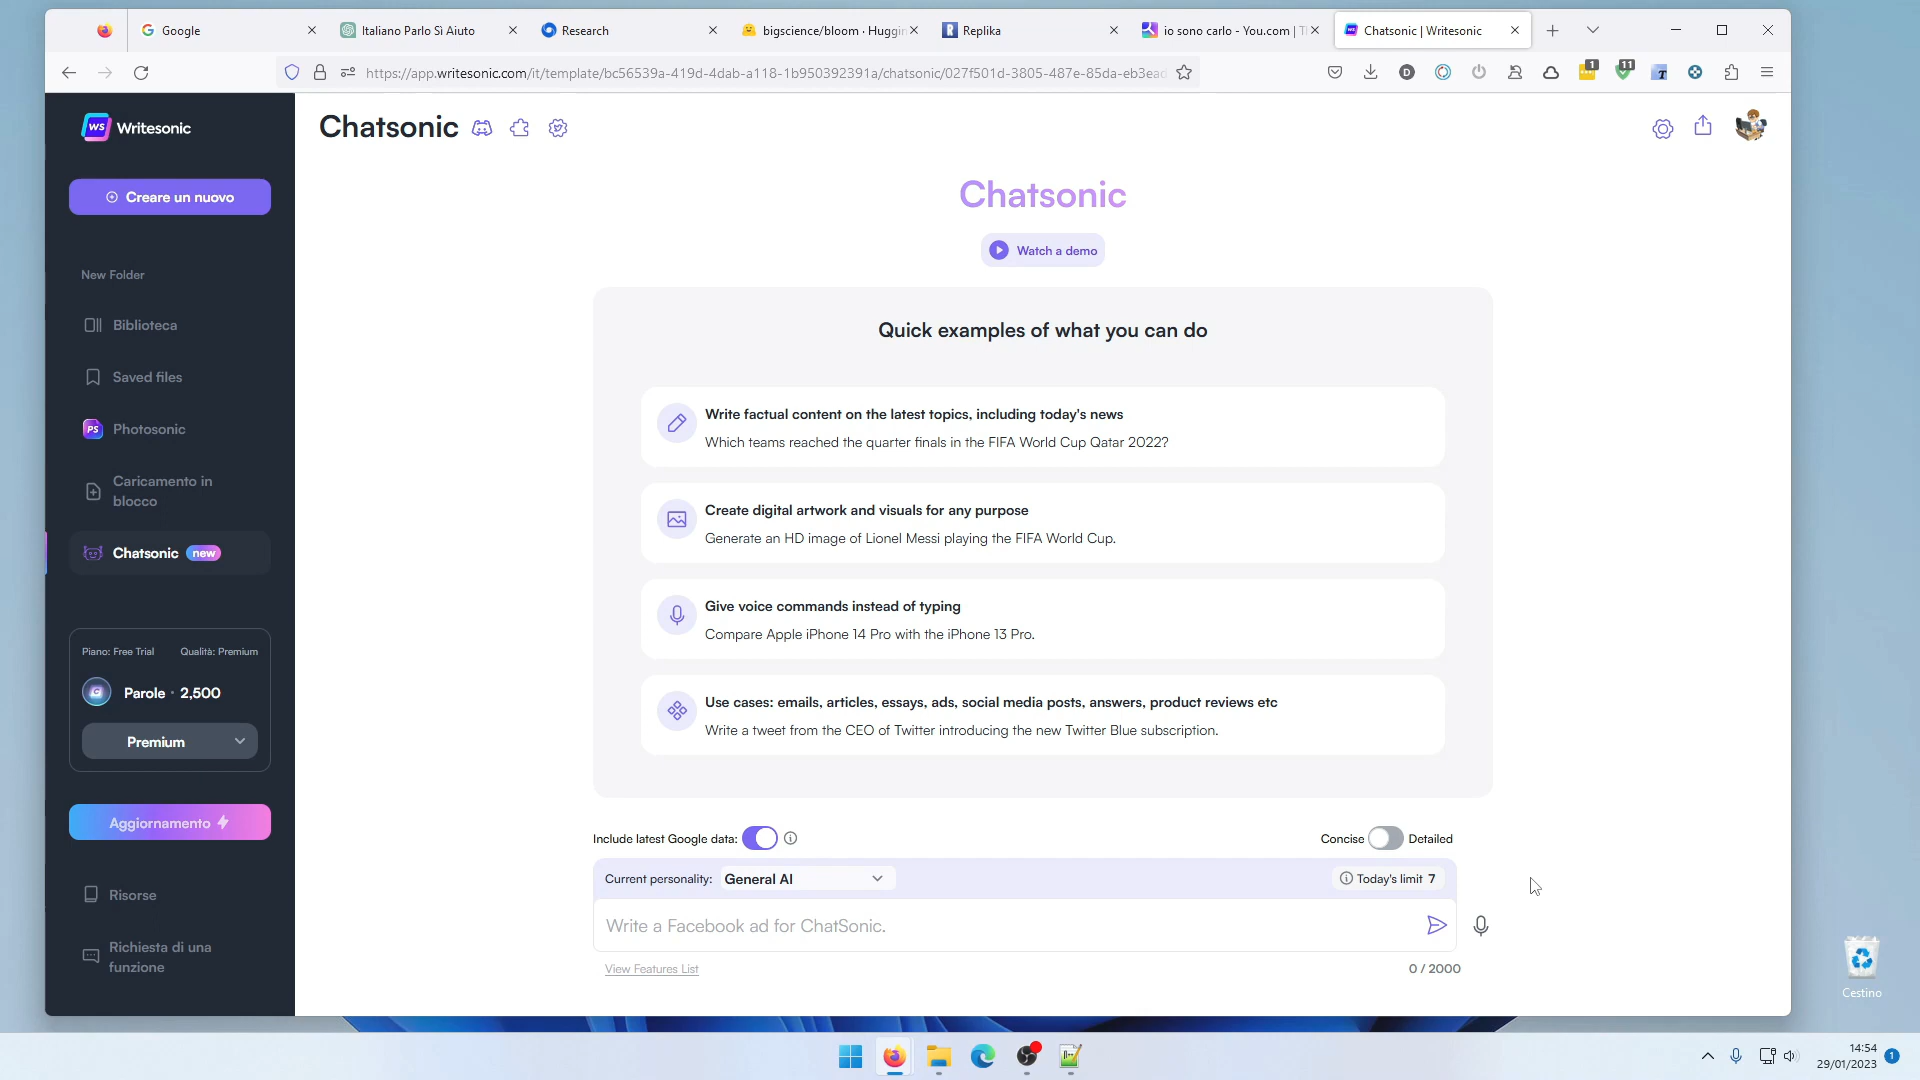 Google
Italiano Parlo Sì Aiuto
Research
bigscience/bloom · Huggin
Replika
io sono carlo - You.com | Th
Chatsonic | Writesonic
https://app.writesonic.com/it/template/bc56539a-419d-4dab-a118-1b950392391a/chatsonic/027f501d-3805-487e-85da-eb3ead
1
11
WS Writesonic
Chatsonic
Creare un nuovo
New Folder
Biblioteca
Saved files
PS Photosonic
Caricamento in
blocco
Chatsonic new
Piano: Free Trial Qualità: Premium
Parole · 2,500
Premium
Aggiornamento
Risorse
Richiesta di una
funzione
Chatsonic
Watch a demo
Quick examples of what you can do
Write factual content on the latest topics, including today's news
Which teams reached the quarter finals in the FIFA World Cup Qatar 2022?
Create digital artwork and visuals for any purpose
Generate an HD image of Lionel Messi playing the FIFA World Cup.
Give voice commands instead of typing
Compare Apple iPhone 14 Pro with the iPhone 13 Pro.
Use cases: emails, articles, essays, ads, social media posts, answers, product reviews etc
Write a tweet from the CEO of Twitter introducing the new Twitter Blue subscription.
Include latest Google data:
Concise Detailed
Current personality: General AI
Today's limit 7
Write a Facebook ad for ChatSonic.
View Features List
0 / 2000
Cestino
14:54
29/01/2023
1